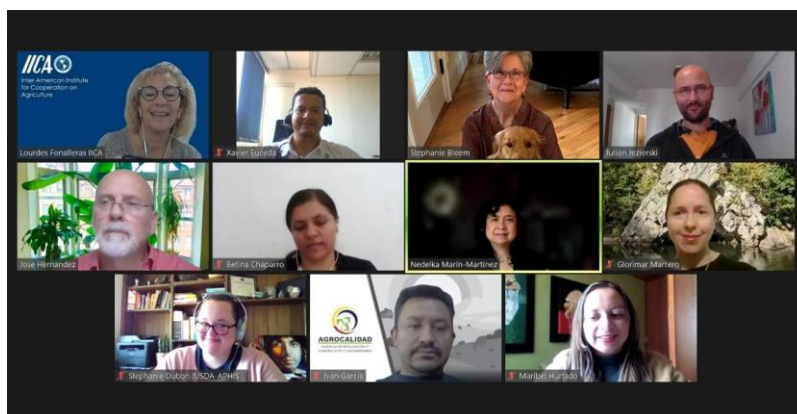 IICA
Inter-American Institute
for Cooperation on
Agriculture
Lourdes Fonalleras IICA
Xavier Euceda
Stephanie Bloem
Julian Jezierski
Jose Hernandez
Betina Chaparro
Nedelka Marín-Martínez
Glorimar Marrero
Stephanie Dubon (USDA-APHIS
AGROCALIDAD
Iván García
Maribel Hurtado